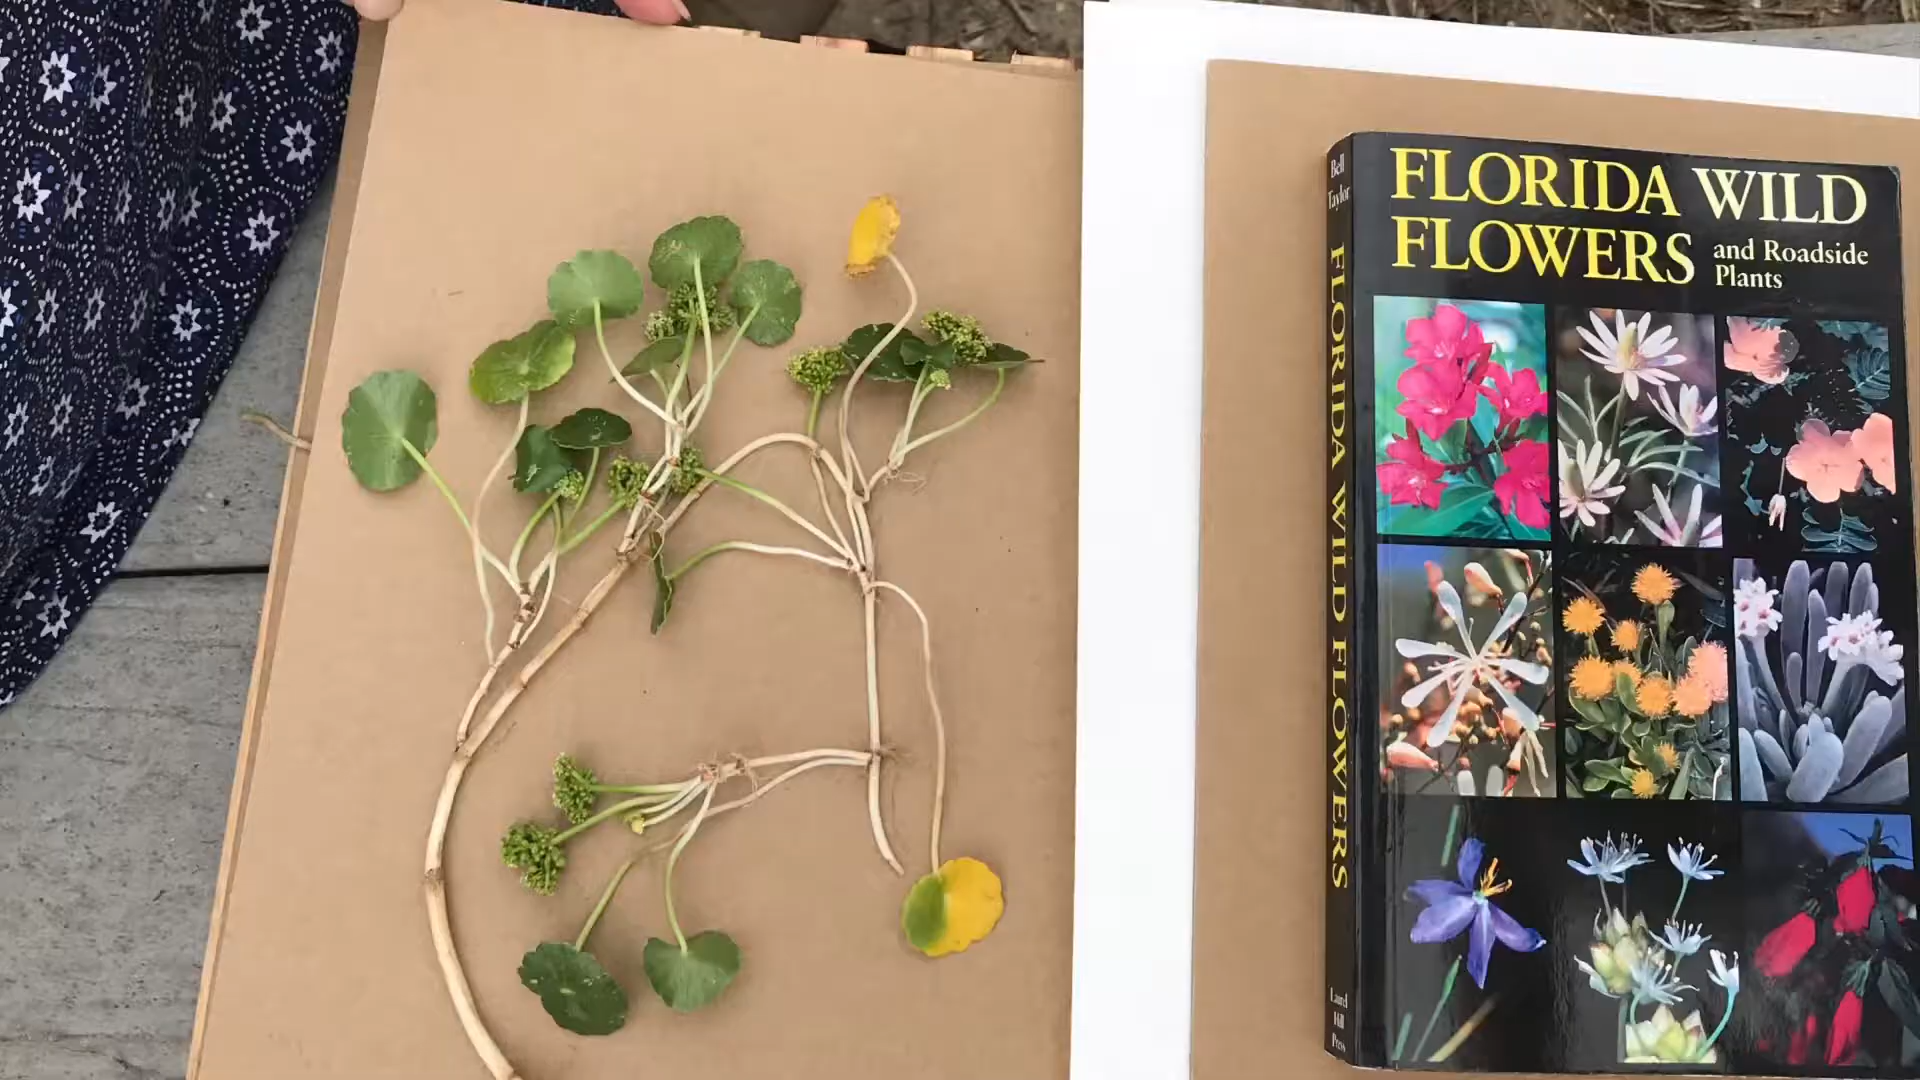 FLORIDA WILD
FLOWERS and Roadside
Plants
Bell
Taylor
FLORIDA WILD FLOWERS
Laurel
Hill
Press